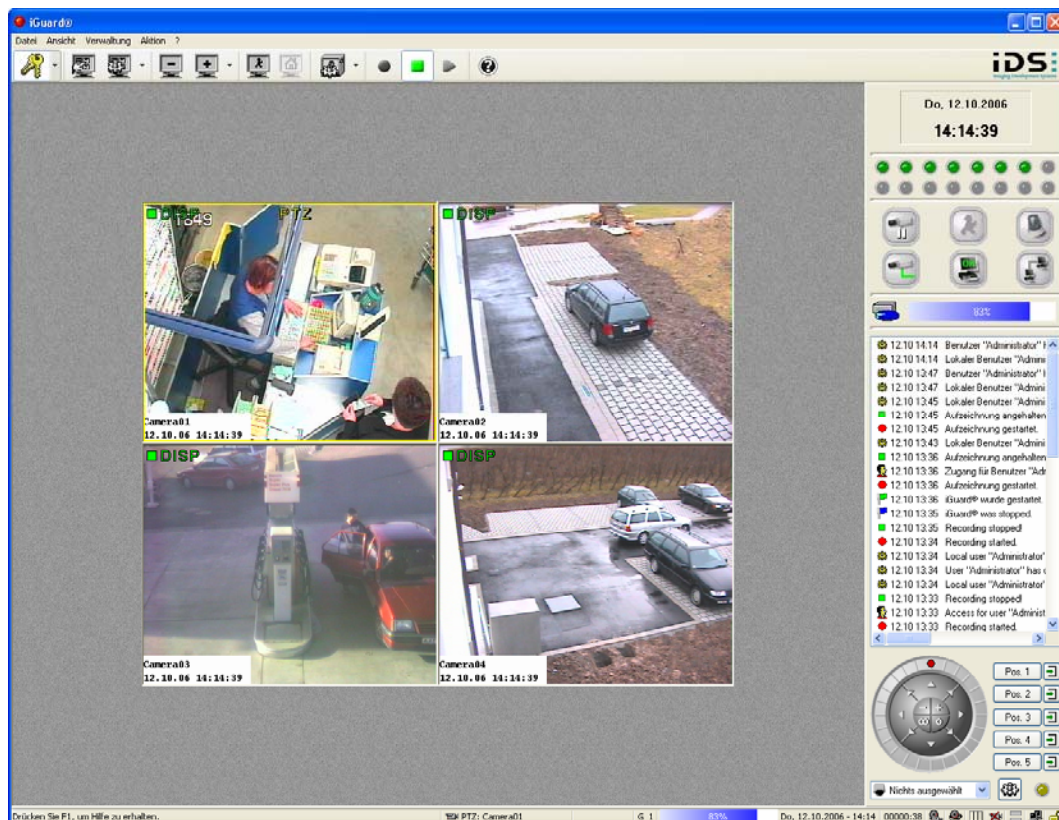 iGuard®
Datei Ansicht Verwaltung Aktion ?
iDS
Imaging Development Systems
Do, 12.10.2006
14:14:39
DISP PTZ
1849
DISP
83%
Camera01
12.10.06 14:14:39
Camera02
12.10.06 14:14:39
DISP
DISP
Camera03
12.10.06 14:14:39
Camera04
12.10.06 14:14:39
12.10 14:14 Benutzer "Administrator"
12.10 14:14 Lokaler Benutzer "Admini
12.10 13:47 Benutzer "Administrator"
12.10 13:47 Lokaler Benutzer "Admini
12.10 13:45 Lokaler Benutzer "Admini
12.10 13:45 Aufzeichnung angehalten
12.10 13:45 Aufzeichnung gestartet.
12.10 13:43 Lokaler Benutzer "Admini
12.10 13:36 Aufzeichnung angehalten
12.10 13:36 Zugang für Benutzer "Adr
12.10 13:36 Aufzeichnung gestartet.
12.10 13:36 iGuard® wurde gestartet.
12.10 13:35 iGuard® was stopped.
12.10 13:35 Recording stopped!
12.10 13:34 Recording started.
12.10 13:34 Local user "Administrator"
12.10 13:34 User "Administrator" has
12.10 13:34 Local user "Administrator"
12.10 13:33 Recording stopped!
12.10 13:33 Access for user "Administ
12.10 13:33 Recording started.
Pos. 1
Pos. 2
Pos. 3
Pos. 4
Pos. 5
Nichts ausgewählt
Drücken Sie F1, um Hilfe zu erhalten.
PTZ: Camera01
G 1
83%
Do, 12.10.2006 - 14:14
00000:38